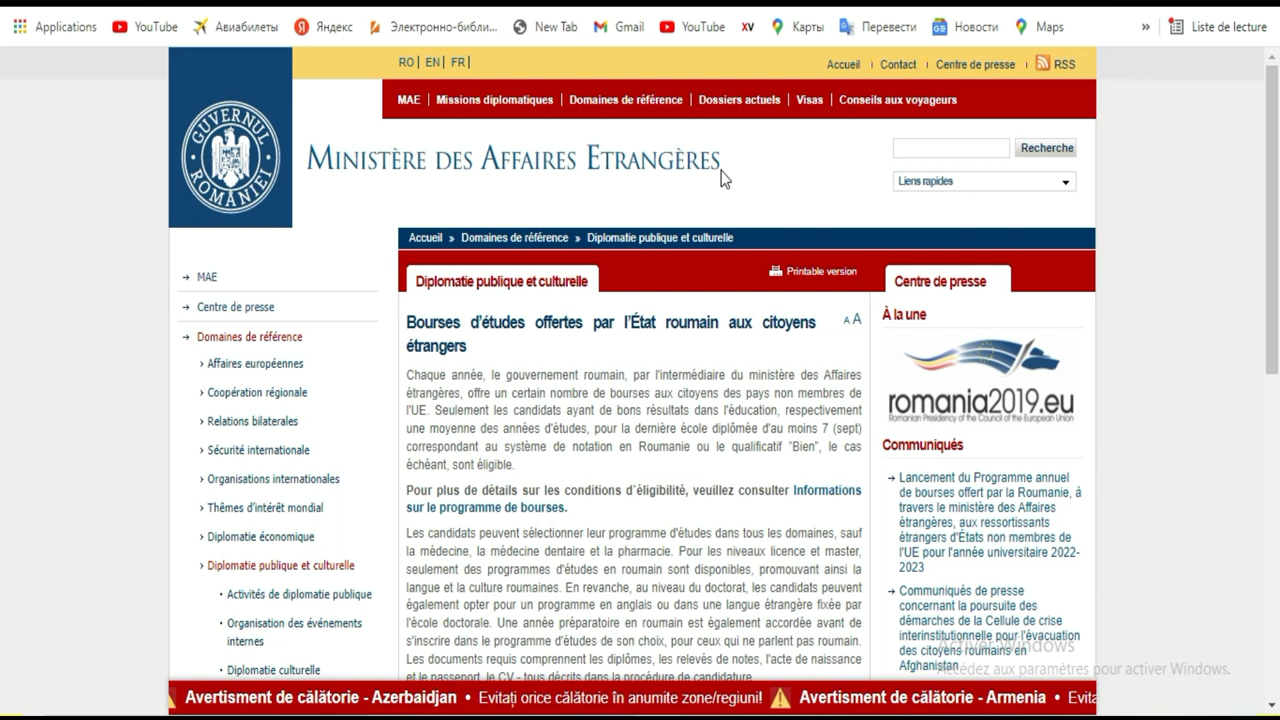 Applications YouTube Авиабилеты Яндекс Электронно-библи... New Tab Gmail YouTube XV Карты Перевести Новости Maps » Liste de lecture
RO | EN | FR |
Accueil Contact Centre de presse RSS
MAE | Missions diplomatiques | Domaines de référence | Dossiers actuels | Visas | Conseils aux voyageurs
GUVERNUL ROMÂNIEI
MINISTÈRE DES AFFAIRES ETRANGÈRES
Recherche
Liens rapides
Accueil » Domaines de référence » Diplomatie publique et culturelle
MAE
Centre de presse
Domaines de référence
Affaires européennes
Coopération régionale
Relations bilaterales
Sécurité internationale
Organisations internationales
Thêmes d'intérêt mondial
Diplomatie économique
Diplomatie publique et culturelle
Activités de diplomatie publique
Organisation des événements
internes
Diplomatie culturelle
Diplomatie publique et culturelle
Printable version
Bourses d'études offertes par l'État roumain aux citoyens
étrangers
A A
Chaque année, le gouvernement roumain, par l'intermédiaire du ministère des Affaires
étrangères, offre un certain nombre de bourses aux citoyens des pays non membres de
l'UE. Seulement les candidats ayant de bons résultats dans l'éducation, respectivement
une moyenne des années d'études, pour la dernière école diplômée d'au moins 7 (sept)
correspondant au système de notation en Roumanie ou le qualificatif "Bien", le cas
échéant, sont éligible.
Pour plus de détails sur les conditions d`éligibilité, veuillez consulter Informations
sur le programme de bourses.
Les candidats peuvent sélectionner leur programme d'études dans tous les domaines, sauf
la médecine, la médecine dentaire et la pharmacie. Pour les niveaux licence et master,
seulement des programmes d'études en roumain sont disponibles, promouvant ainsi la
langue et la culture roumaines. En revanche, au niveau du doctorat, les candidats peuvent
également opter pour un programme en anglais ou dans une langue étrangère fixée par
l'école doctorale. Une année préparatoire en roumain est également accordée avant de
s'inscrire dans le programme d'études de son choix, pour ceux qui ne parlent pas roumain.
Les documents requis comprennent les diplômes, les relevés de notes, l'acte de naissance
et le passeport, le CV - tous décrits dans la procédure de candidature.
Centre de presse
À la une
romania2019.eu
Romanian Presidency of the Council of the European Union
Communiqués
Lancement du Programme annuel
de bourses offert par la Roumanie, à
travers le ministère des Affaires
étrangères, aux ressortissants
étrangers d'États non membres de
l'UE pour l'année universitaire 2022-
2023
Communiqués de presse
concernant la poursuite des
démarches de la Cellule de crise
interinstitutionnelle pour l'évacuation
des citoyens roumains en
Afghanistan
Activer Windows
Accédez aux paramètres pour activer Windows.
Avertisment de călătorie - Azerbaidjan • Evitați orice călătorie în anumite zone/regiuni! Avertisment de călătorie - Armenia • Evita